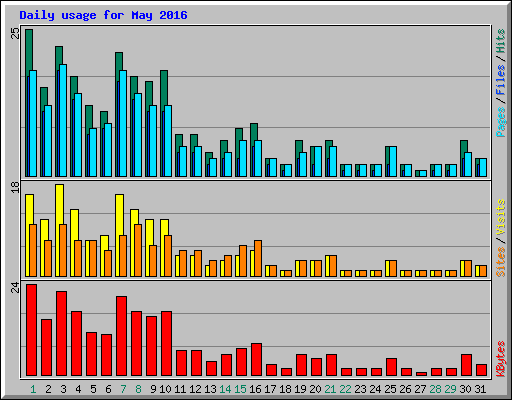 Daily usage for May 2016
25
Pages / Files / Hits
18
Sites / Visits
24
KBytes
1 2 3 4 5 6 7 8 9 10 11 12 13 14 15 16 17 18 19 20 21 22 23 24 25 26 27 28 29 30 31